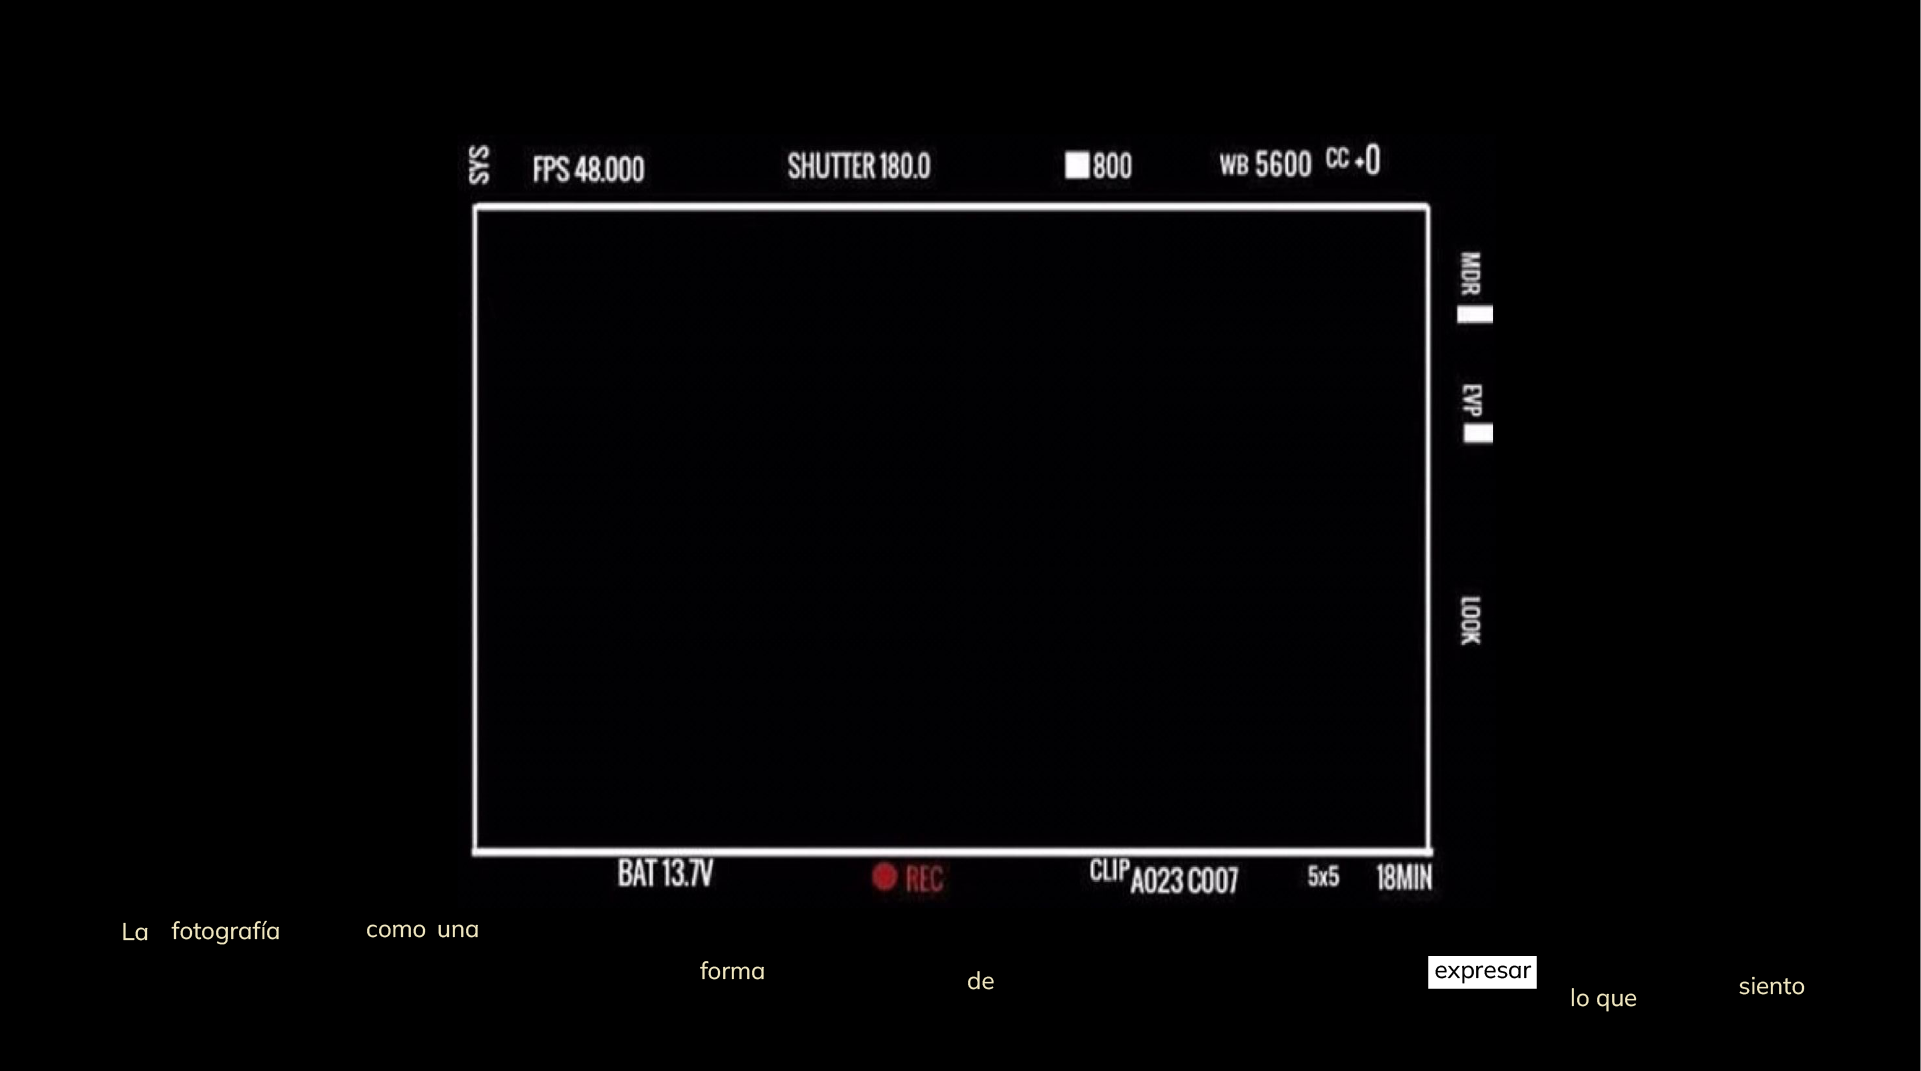 SYS FPS 48.000 SHUTTER 180.0 800 WB 5600 CC +0
MDR
EVP
LOOK
BAT 13.7V REC CLIP A023 C007 5x5 18MIN
La fotografía como una
forma de expresar
lo que siento